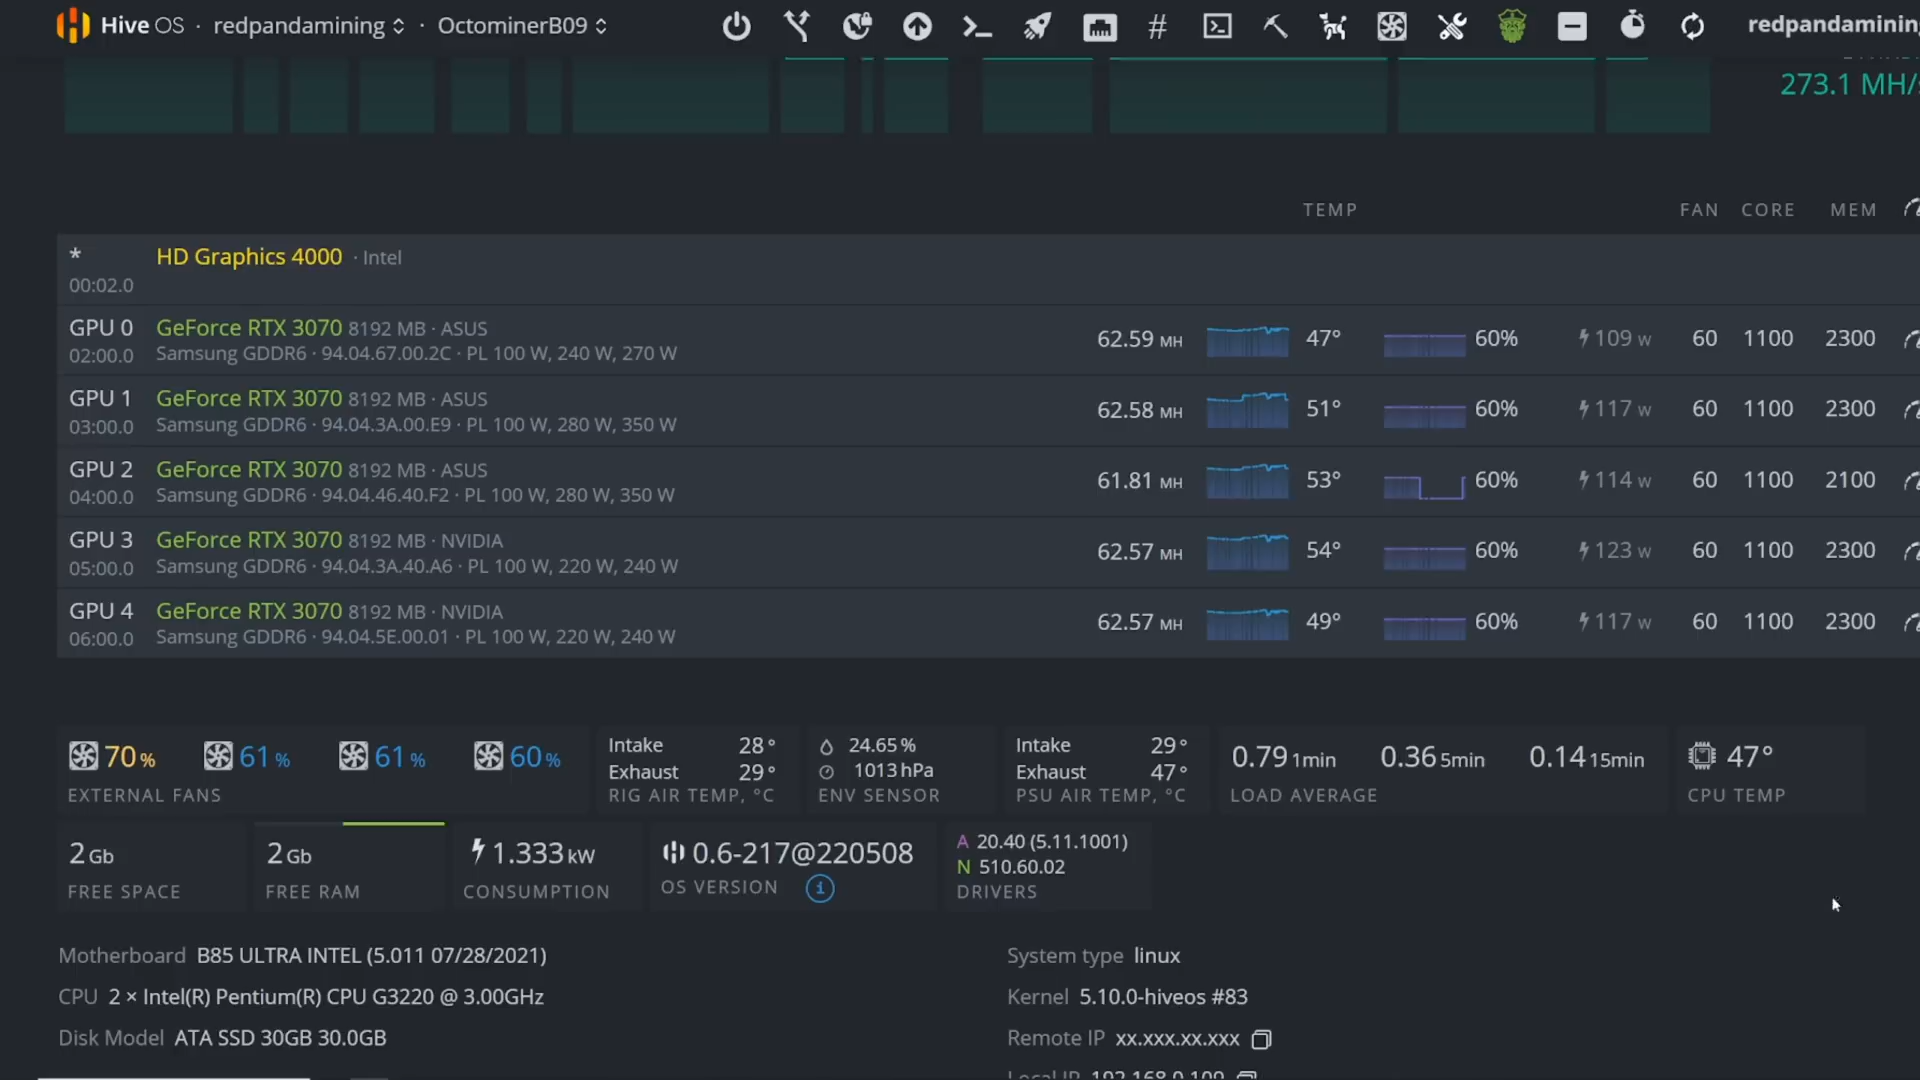 Hive OS · redpandamining · OctominerB09
redpandamining
273.1 MH/s
TEMP FAN CORE MEM
* HD Graphics 4000 · Intel
00:02.0
GPU 0 GeForce RTX 3070 8192 MB · ASUS
02:00.0 Samsung GDDR6 · 94.04.67.00.2C · PL 100 W, 240 W, 270 W
62.59 MH 47° 60% 109 W 60 1100 2300
GPU 1 GeForce RTX 3070 8192 MB · ASUS
03:00.0 Samsung GDDR6 · 94.04.3A.00.E9 · PL 100 W, 280 W, 350 W
62.58 MH 51° 60% 117 W 60 1100 2300
GPU 2 GeForce RTX 3070 8192 MB · ASUS
04:00.0 Samsung GDDR6 · 94.04.46.40.F2 · PL 100 W, 280 W, 350 W
61.81 MH 53° 60% 114 W 60 1100 2100
GPU 3 GeForce RTX 3070 8192 MB · NVIDIA
05:00.0 Samsung GDDR6 · 94.04.3A.40.A6 · PL 100 W, 220 W, 240 W
62.57 MH 54° 60% 123 W 60 1100 2300
GPU 4 GeForce RTX 3070 8192 MB · NVIDIA
06:00.0 Samsung GDDR6 · 94.04.5E.00.01 · PL 100 W, 220 W, 240 W
62.57 MH 49° 60% 117 W 60 1100 2300
70 % 61 % 61 % 60 %
EXTERNAL FANS
Intake 28°
Exhaust 29°
RIG AIR TEMP, °C
24.65 %
1013 hPa
ENV SENSOR
Intake 29°
Exhaust 47°
PSU AIR TEMP, °C
0.79 1min 0.36 5min 0.14 15min
LOAD AVERAGE
47°
CPU TEMP
2 Gb
FREE SPACE
2 Gb
FREE RAM
1.333 kW
CONSUMPTION
0.6-217@220508
OS VERSION
A 20.40 (5.11.1001)
N 510.60.02
DRIVERS
Motherboard B85 ULTRA INTEL (5.011 07/28/2021)
CPU 2 × Intel(R) Pentium(R) CPU G3220 @ 3.00GHz
Disk Model ATA SSD 30GB 30.0GB
System type linux
Kernel 5.10.0-hiveos #83
Remote IP xx.xxx.xx.xxx
Local IP 192.168.0.109